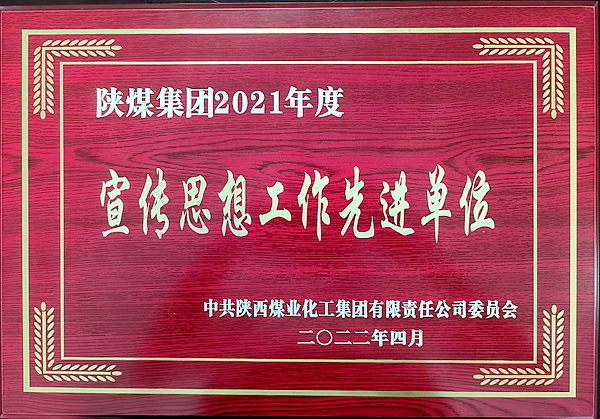 陕煤集团2021年度
宣传思想工作先进单位
中共陕西煤业化工集团有限责任公司委员会
二〇二二年四月